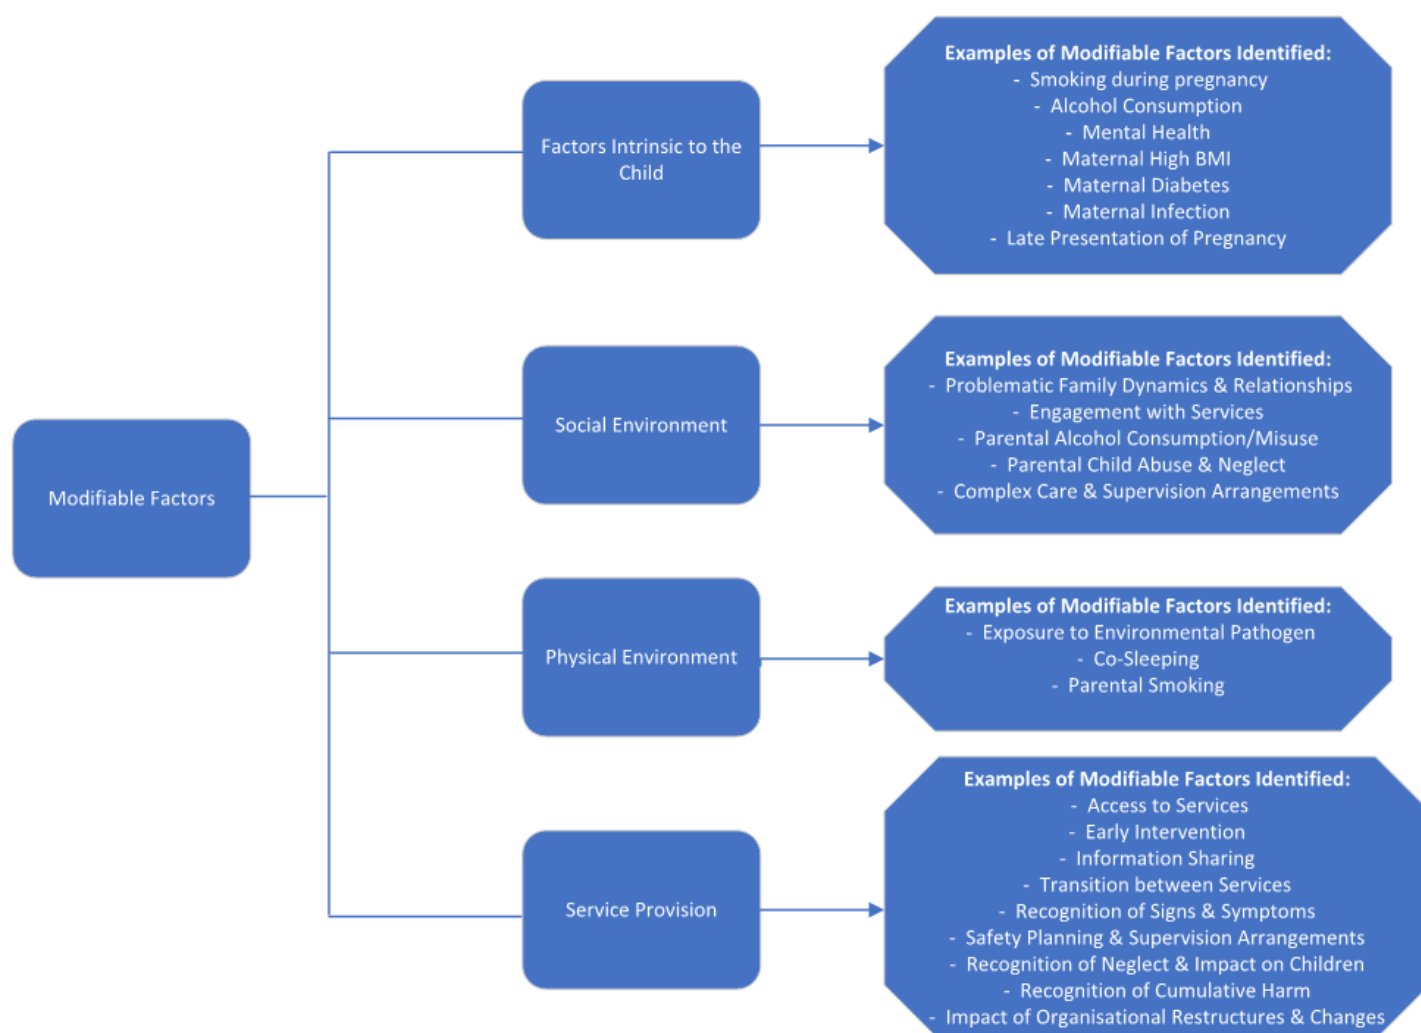 Modifiable Factors
Factors Intrinsic to the
Child
Examples of Modifiable Factors Identified:
- Smoking during pregnancy
- Alcohol Consumption
- Mental Health
- Maternal High BMI
- Maternal Diabetes
- Maternal Infection
- Late Presentation of Pregnancy
Social Environment
Examples of Modifiable Factors Identified:
- Problematic Family Dynamics & Relationships
- Engagement with Services
- Parental Alcohol Consumption/Misuse
- Parental Child Abuse & Neglect
- Complex Care & Supervision Arrangements
Physical Environment
Examples of Modifiable Factors Identified:
- Exposure to Environmental Pathogen
- Co-Sleeping
- Parental Smoking
Service Provision
Examples of Modifiable Factors Identified:
- Access to Services
- Early Intervention
- Information Sharing
- Transition between Services
- Recognition of Signs & Symptoms
- Safety Planning & Supervision Arrangements
- Recognition of Neglect & Impact on Children
- Recognition of Cumulative Harm
- Impact of Organisational Restructures & Changes